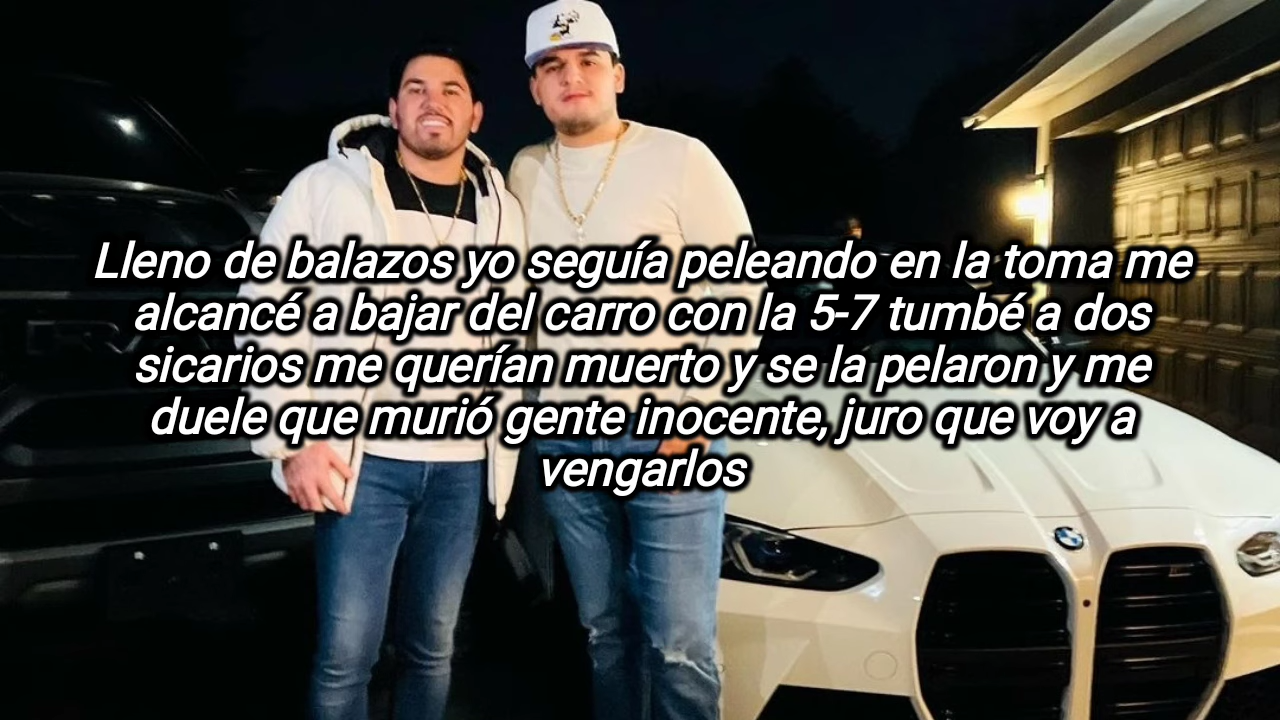 Lleno de balazos yo seguía peleando en la toma me
alcancé a bajar del carro con la 5-7 tumbé a dos
sicarios me querían muerto y se la pelaron y me
duele que murió gente inocente, juro que voy a
vengarlos